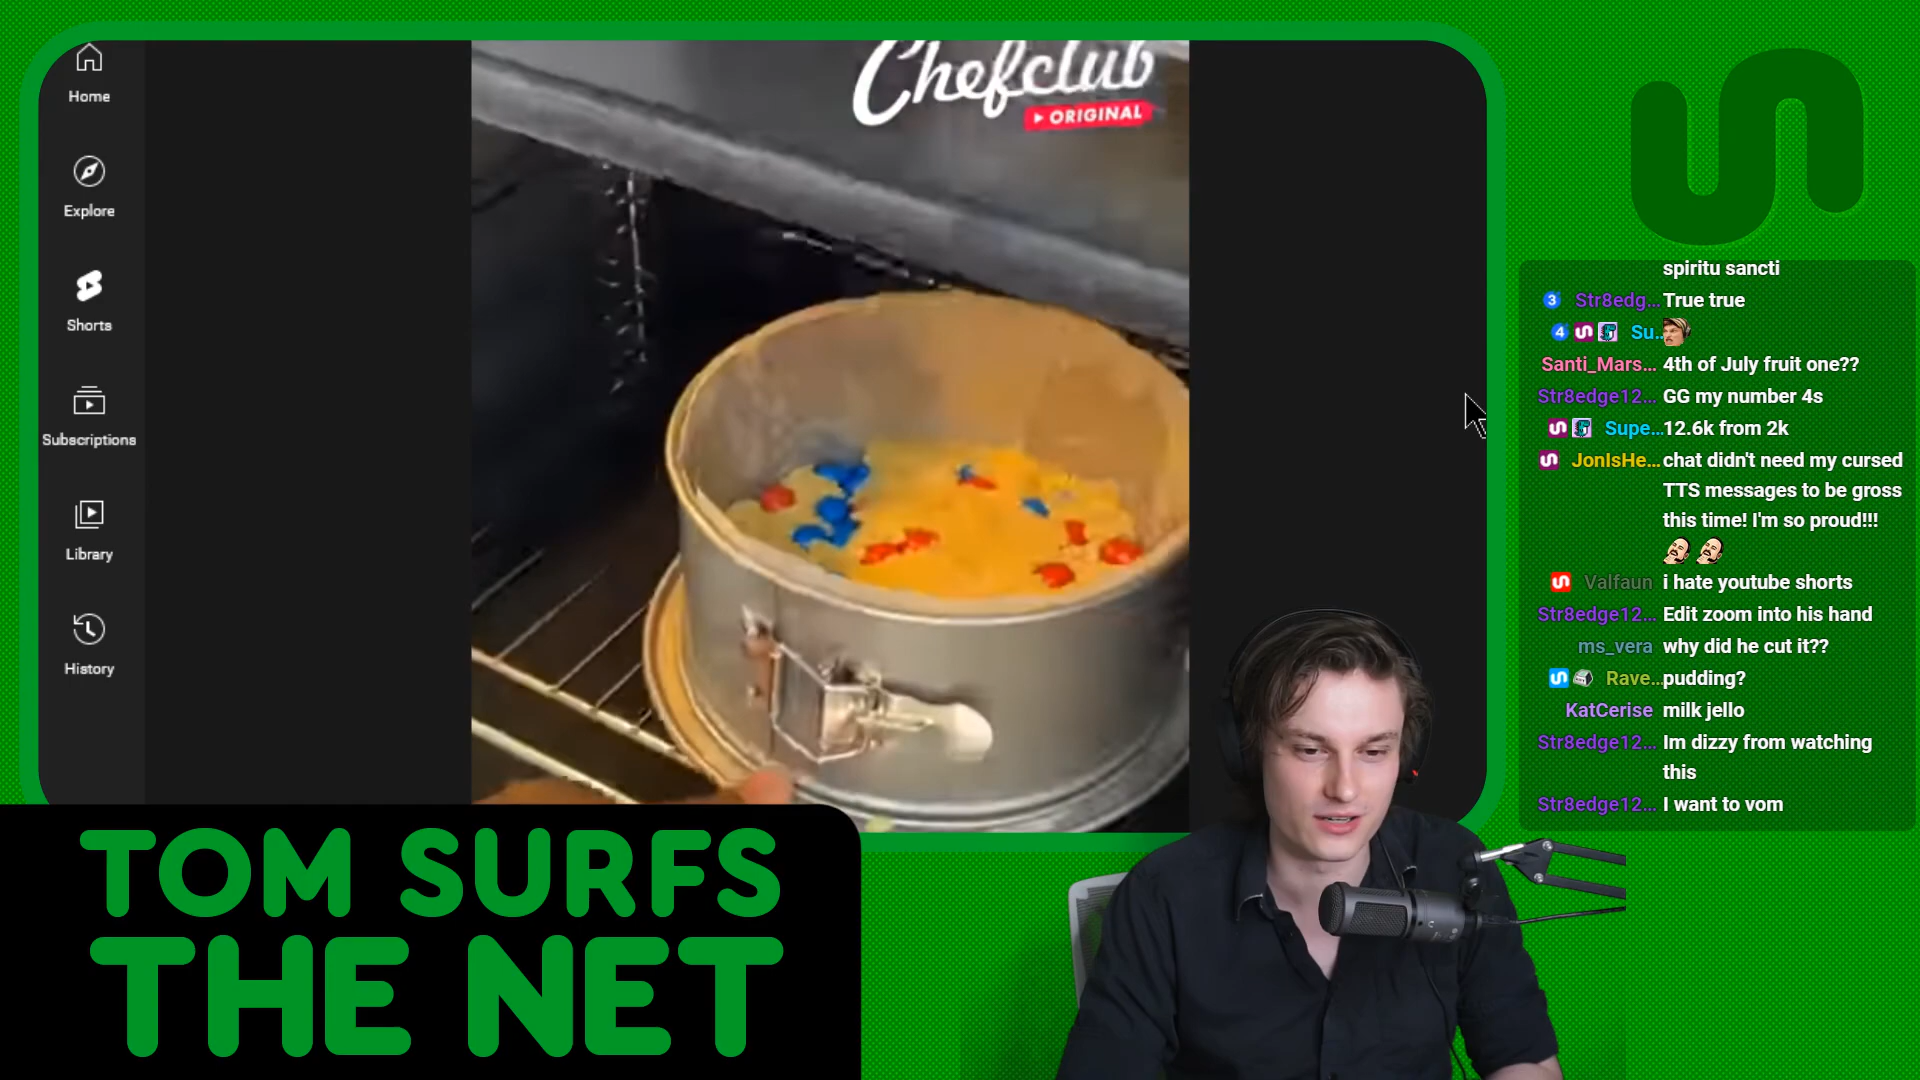 Home
Explore
Shorts
Subscriptions
Library
History
Chefclub
ORIGINAL
spiritu sancti
3 Str8edg... True true
4 Su..
Santi_Mars... 4th of July fruit one??
Str8edge12... GG my number 4s
Supe... 12.6k from 2k
JonIsHe... chat didn't need my cursed
TTS messages to be gross
this time! I'm so proud!!!
Valfaun i hate youtube shorts
Str8edge12... Edit zoom into his hand
ms_vera why did he cut it??
Rave... pudding?
KatCerise milk jello
Str8edge12... Im dizzy from watching
this
Str8edge12... I want to vom
TOM SURFS
THE NET